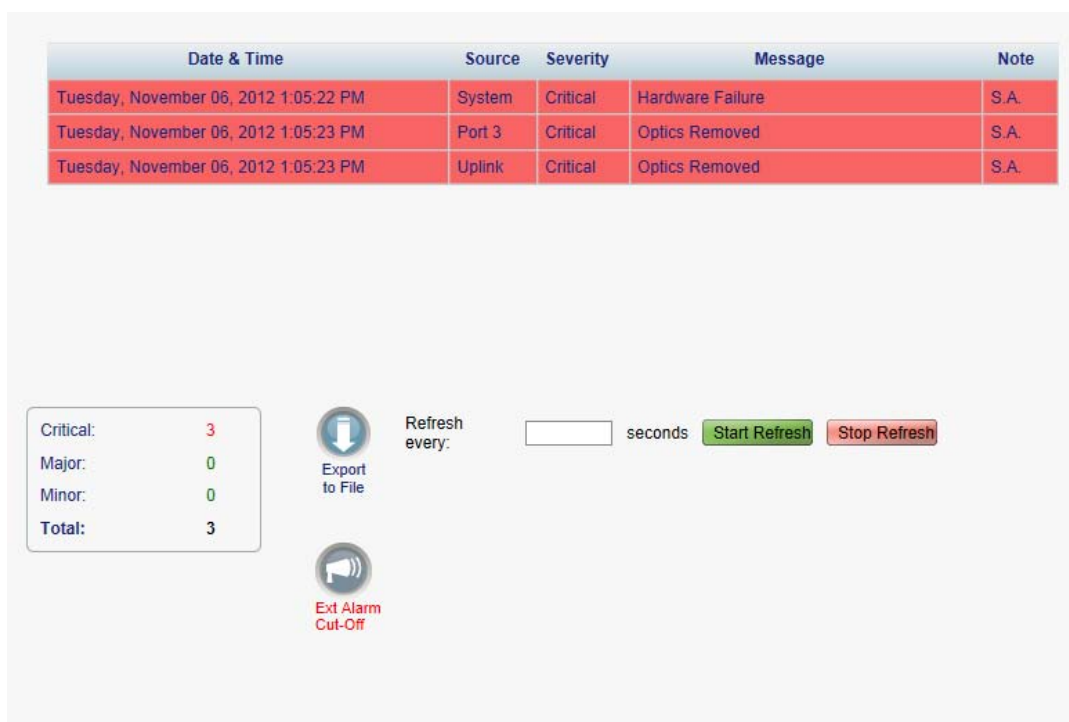 Date & Time Source Severity Message Note
Tuesday, November 06, 2012 1:05:22 PM System Critical Hardware Failure S.A.
Tuesday, November 06, 2012 1:05:23 PM Port 3 Critical Optics Removed S.A.
Tuesday, November 06, 2012 1:05:23 PM Uplink Critical Optics Removed S.A.
Critical: 3
Major: 0
Minor: 0
Total: 3
Export
to File
Refresh
every:
seconds Start Refresh Stop Refresh
Ext Alarm
Cut-Off